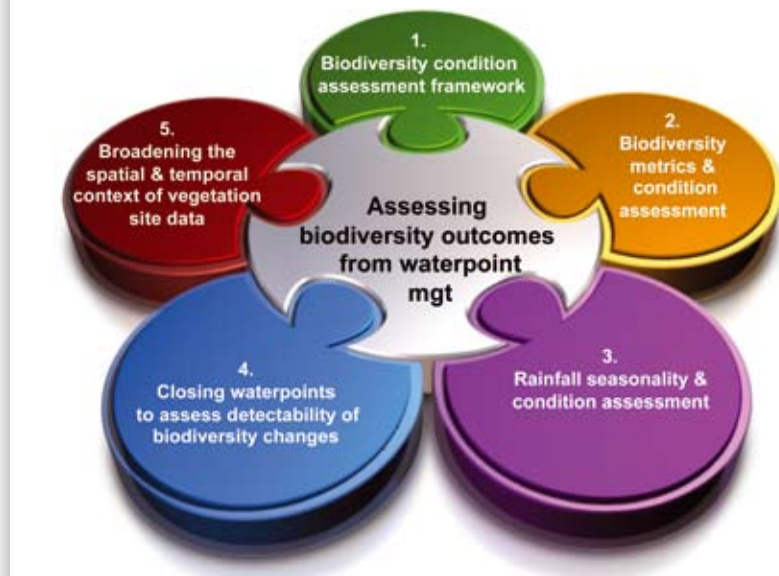 1.
Biodiversity condition
assessment framework
2.
Biodiversity
metrics &
condition
assessment
3.
Rainfall seasonality &
condition assessment
4.
Closing waterpoints
to assess detectability of
biodiversity changes
5.
Broadening the
spatial & temporal
context of vegetation
site data
Assessing
biodiversity outcomes
from waterpoint
mgt